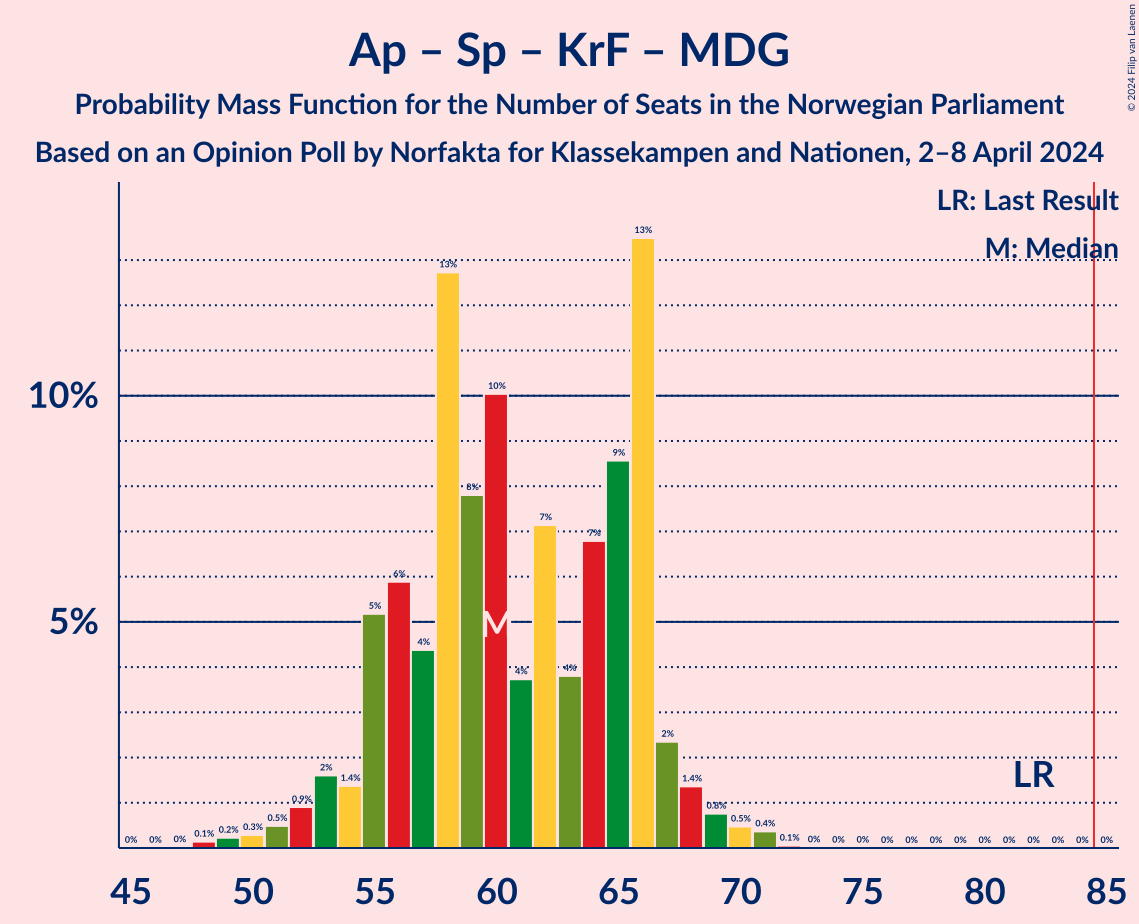 Ap – Sp – KrF – MDG
Probability Mass Function for the Number of Seats in the Norwegian Parliament
Based on an Opinion Poll by Norfakta for Klassekampen and Nationen, 2–8 April 2024
© 2024 Filip van Laenen
LR: Last Result
M: Median
10%
5%
0% 0% 0% 0.1% 0.2% 0.3% 0.5% 0.9% 2% 1.4% 5% 6% 4% 13% 8% 10% 4% 7% 4% 7% 9% 13% 2% 1.4% 0.8% 0.5% 0.4% 0.1% 0% 0% 0% 0% 0% 0% 0% 0% 0% 0% 0% 0% 0%
M
LR
45 50 55 60 65 70 75 80 85